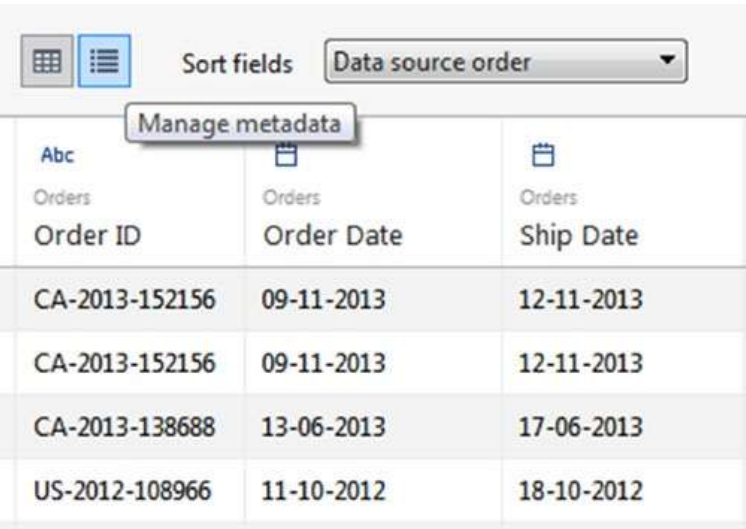 Sort fields Data source order
Manage metadata
Abc
Orders Orders Orders
Order ID Order Date Ship Date
CA-2013-152156 09-11-2013 12-11-2013
CA-2013-152156 09-11-2013 12-11-2013
CA-2013-138688 13-06-2013 17-06-2013
US-2012-108966 11-10-2012 18-10-2012